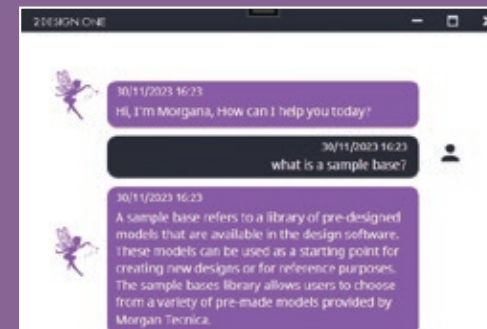 2DESIGN ONE
30/11/2023 16:23
Hi, I'm Morgana, How can I help you today?
30/11/2023 16:23
what is a sample base?
30/11/2023 16:23
A sample base refers to a library of pre-designed
models that are available in the design software.
These models can be used as a starting point for
creating new designs or for reference purposes.
The sample bases library allows users to choose
from a variety of pre-made models provided by
Morgan Tecnica.